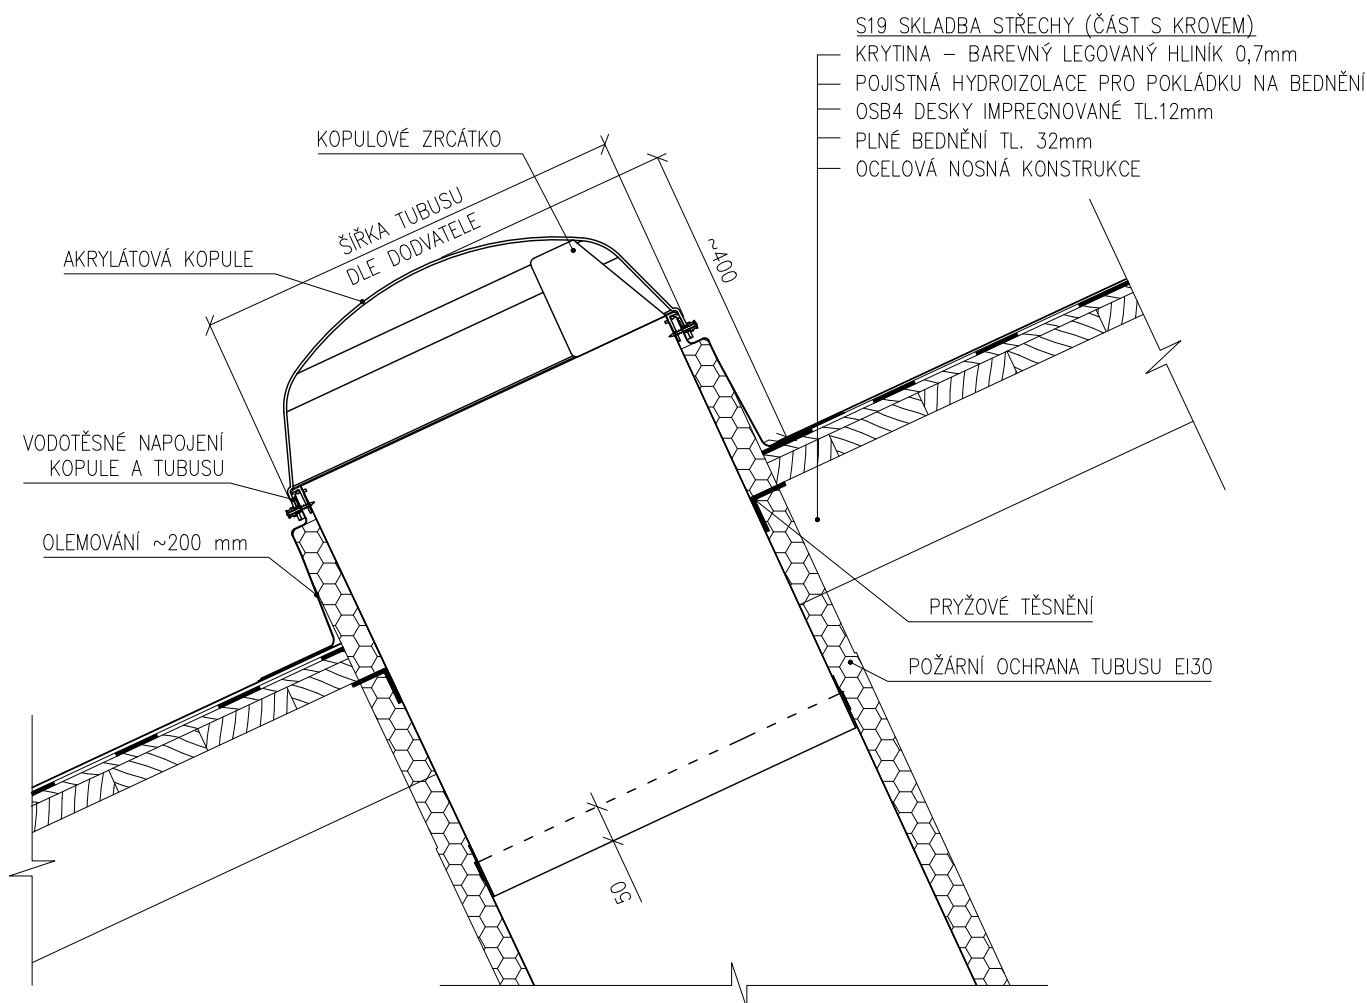 S19 SKLADBA STŘECHY (ČÁST S KROVEM)
KRYTINA – BAREVNÝ LEGOVANÝ HLINÍK 0,7mm
POJISTNÁ HYDROIZOLACE PRO POKLÁDKU NA BEDNĚNÍ
OSB4 DESKY IMPREGNOVANÉ TL.12mm
PLNÉ BEDNĚNÍ TL. 32mm
OCELOVÁ NOSNÁ KONSTRUKCE
KOPULOVÉ ZRCÁTKO
ŠÍŘKA TUBUSU
DLE DODVATELE
~400
AKRYLÁTOVÁ KOPULE
VODOTĚSNÉ NAPOJENÍ
KOPULE A TUBUSU
OLEMOVÁNÍ ~200 mm
PRYŽOVÉ TĚSNĚNÍ
POŽÁRNÍ OCHRANA TUBUSU EI30
50